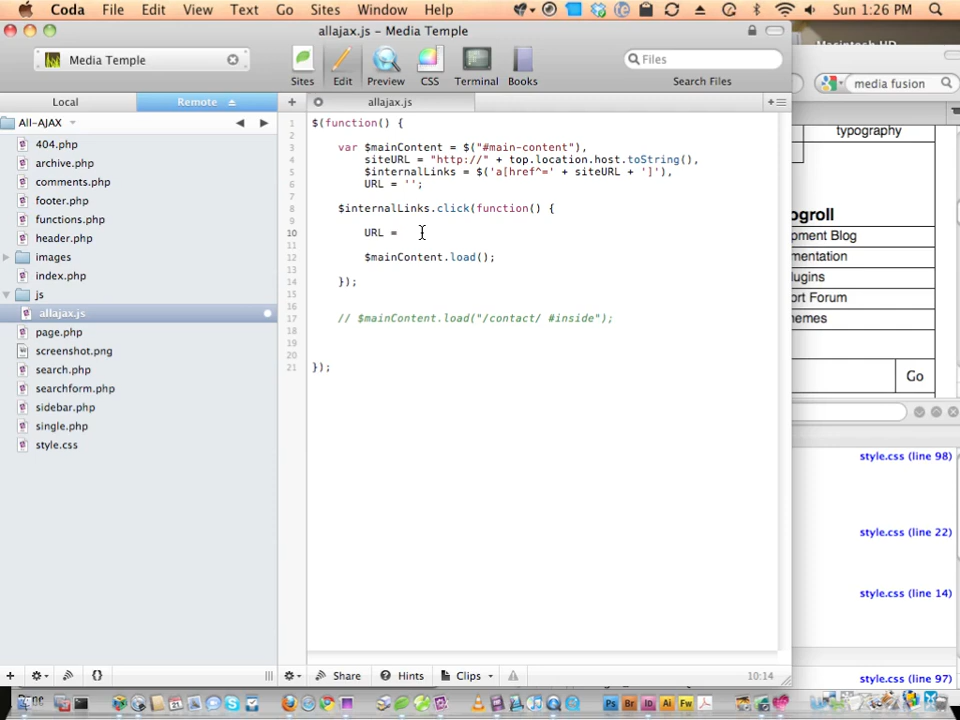 Coda File Edit View Text Go Sites Window Help Sun 1:26 PM
allajax.js – Media Temple
Media Temple
Sites Edit Preview CSS Terminal Books
Files
Search Files
media fusion
Local Remote
allajax.js
All-AJAX
404.php
archive.php
comments.php
footer.php
functions.php
header.php
images
index.php
js
allajax.js
page.php
screenshot.png
search.php
searchform.php
sidebar.php
single.php
style.css
1 $(function() {
2
3 var $mainContent = $("#main-content"),
4 siteURL = "http://" + top.location.host.toString(),
5 $internalLinks = $('a[href^=' + siteURL + ']'),
6 URL = '';
7
8 $internalLinks.click(function() {
9
10 URL =
11
12 $mainContent.load();
13
14 });
15
16
17 // $mainContent.load("/contact/ #inside");
18
19
20
21 });
typography
ogroll
pment Blog
mentation
lugins
ort Forum
hemes
Go
style.css (line 98)
style.css (line 22)
style.css (line 14)
style.css (line 97)
Share Hints Clips 10:14